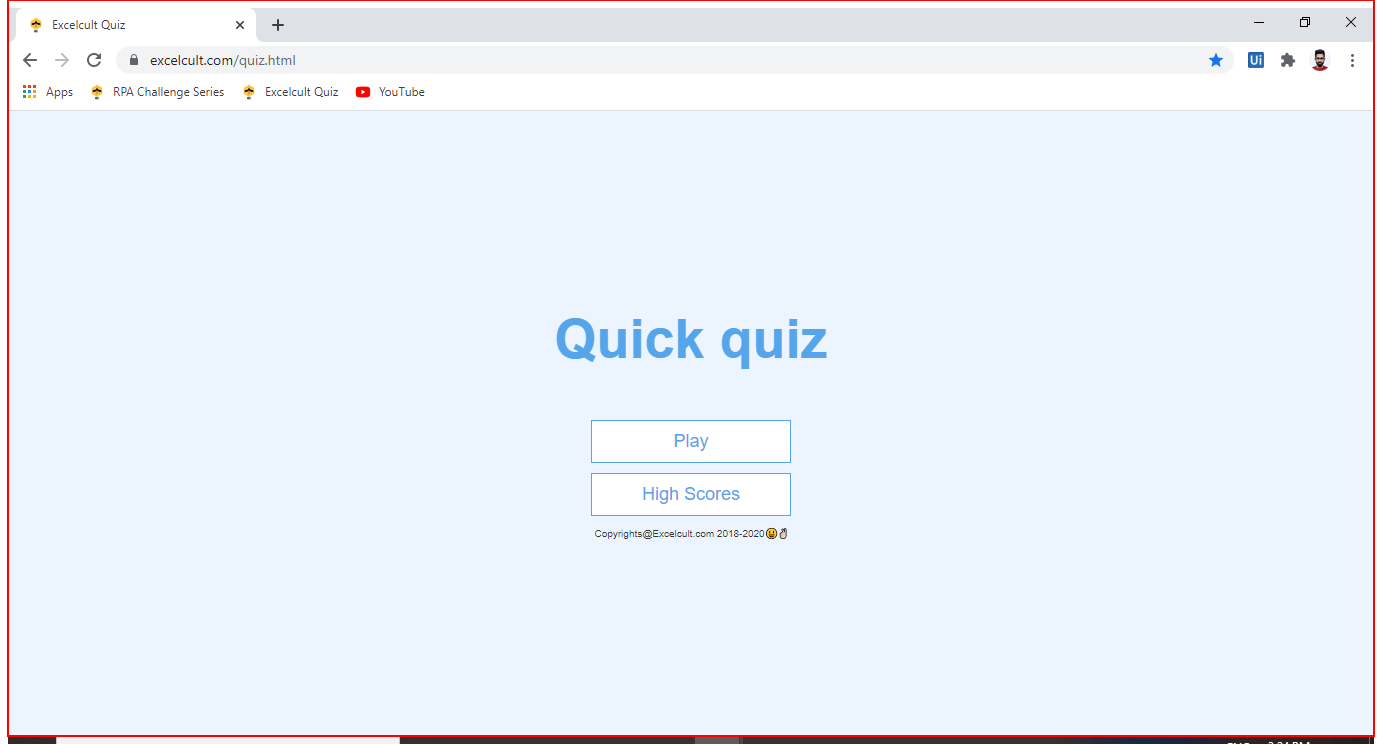 Excelcult Quiz
excelcult.com/quiz.html
Ui
Apps RPA Challenge Series Excelcult Quiz YouTube
Quick quiz
Play
High Scores
Copyrights@Excelcult.com 2018-2020😀✌